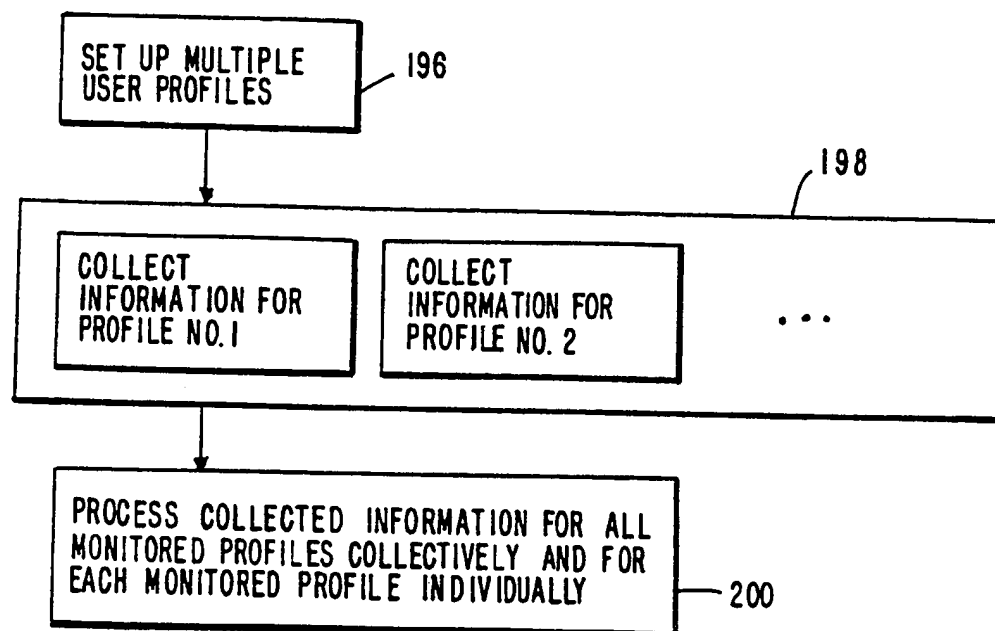 SET UP MULTIPLE
USER PROFILES
196
198
COLLECT
INFORMATION FOR
PROFILE NO. 1
COLLECT
INFORMATION FOR
PROFILE NO. 2
...
PROCESS COLLECTED INFORMATION FOR ALL
MONITORED PROFILES COLLECTIVELY AND FOR
EACH MONITORED PROFILE INDIVIDUALLY
200